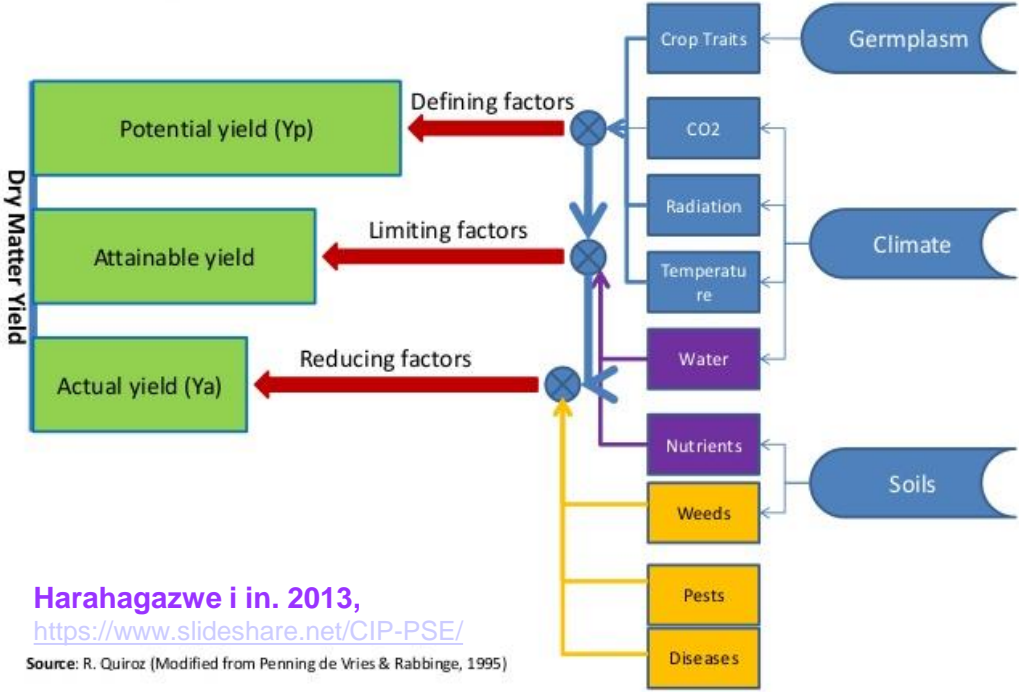 Dry Matter Yield
Potential yield (Yp)
Attainable yield
Actual yield (Ya)
Defining factors
Limiting factors
Reducing factors
Crop Traits
CO2
Radiation
Temperatu
re
Water
Nutrients
Weeds
Pests
Diseases
Germplasm
Climate
Soils
Harahagazwe i in. 2013,
https://www.slideshare.net/CIP-PSE/
Source: R. Quiroz (Modified from Penning de Vries & Rabbinge, 1995)